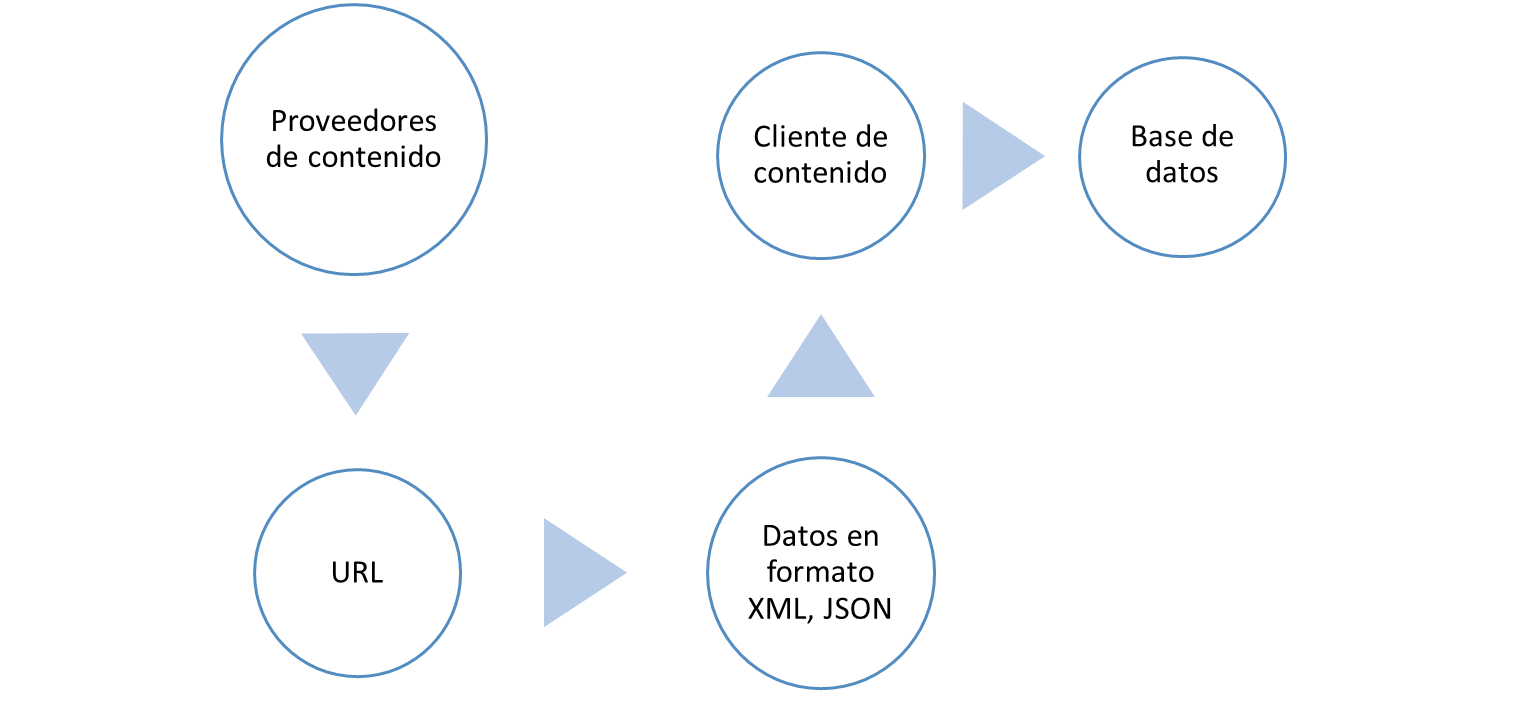 Proveedores
de contenido
URL
Datos en
formato
XML, JSON
Cliente de
contenido
Base de
datos